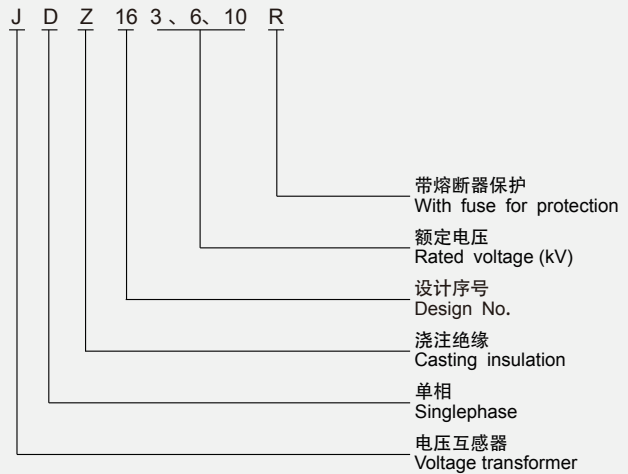 J D Z 16 3 、6、10 R
带熔断器保护
With fuse for protection
额定电压
Rated voltage (kV)
设计序号
Design No.
浇注绝缘
Casting insulation
单相
Singlephase
电压互感器
Voltage transformer